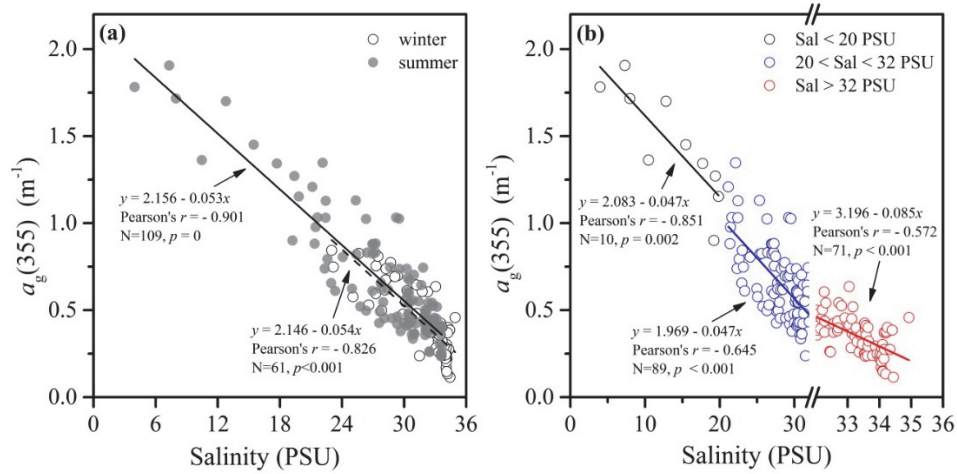 (a)
winter
summer
2.0
1.5
1.0
0.5
0.0
a_g(355) (m⁻¹)
y = 2.156 - 0.053x
Pearson's r = - 0.901
N=109, p = 0
y = 2.146 - 0.054x
Pearson's r = - 0.826
N=61, p<0.001
0 6 12 18 24 30 36
Salinity (PSU)
(b)
Sal < 20 PSU
20 < Sal < 32 PSU
Sal > 32 PSU
2.0
1.5
1.0
0.5
0.0
a_g(355) (m⁻¹)
y = 2.083 - 0.047x
Pearson's r = - 0.851
N=10, p = 0.002
y = 3.196 - 0.085x
Pearson's r = - 0.572
N=71, p < 0.001
y = 1.969 - 0.047x
Pearson's r = - 0.645
N=89, p < 0.001
0 10 20 30 33 34 35 36
Salinity (PSU)